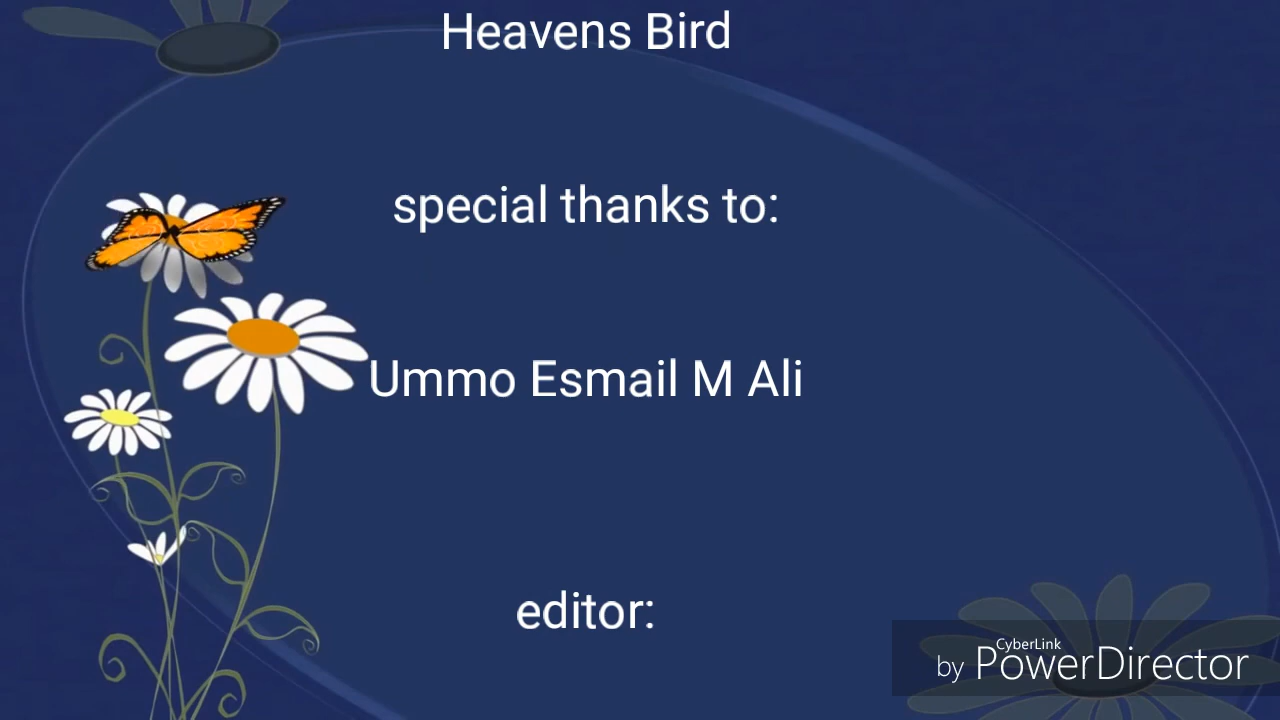 Heavens Bird
special thanks to:
Ummo Esmail M Ali
editor:
CyberLink
by PowerDirector